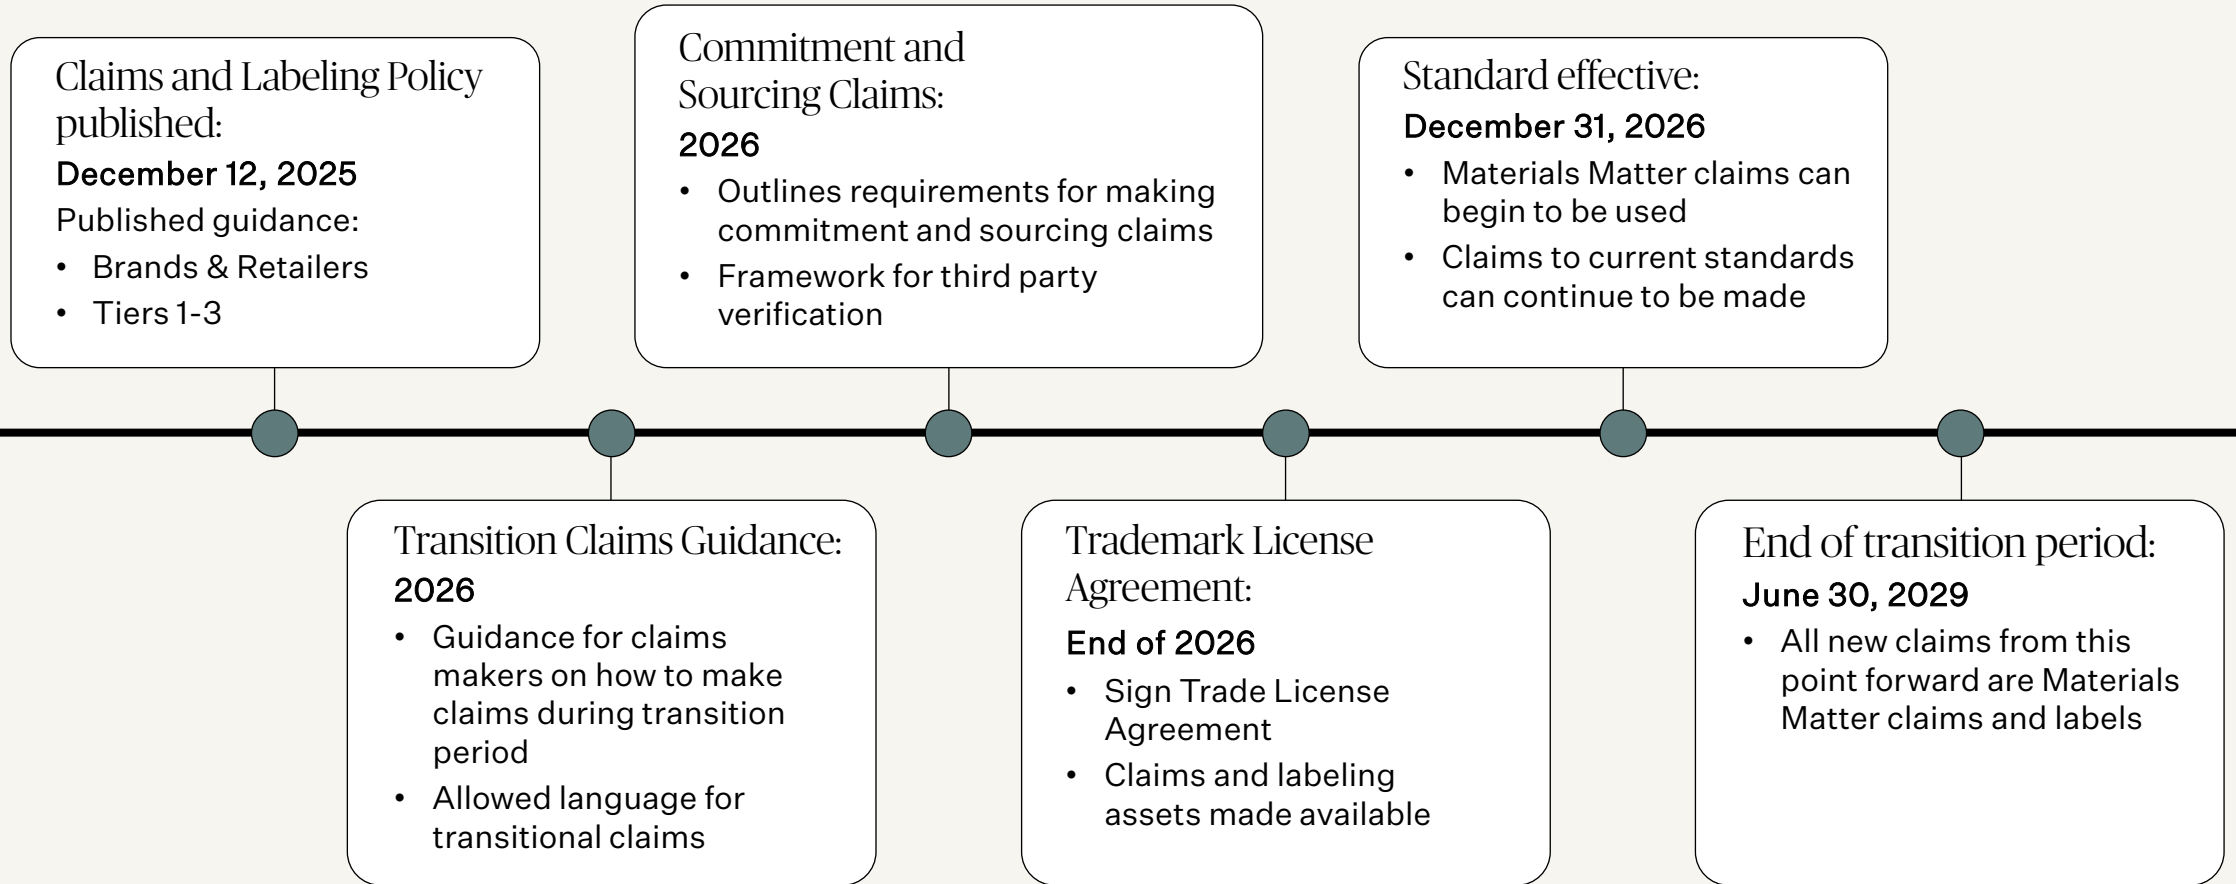 Claims and Labeling Policy
published:
December 12, 2025
Published guidance:
• Brands & Retailers
• Tiers 1-3
Transition Claims Guidance:
2026
• Guidance for claims
makers on how to make
claims during transition
period
• Allowed language for
transitional claims
Commitment and
Sourcing Claims:
2026
• Outlines requirements for making
commitment and sourcing claims
• Framework for third party
verification
Trademark License
Agreement:
End of 2026
• Sign Trade License
Agreement
• Claims and labeling
assets made available
Standard effective:
December 31, 2026
• Materials Matter claims can
begin to be used
• Claims to current standards
can continue to be made
End of transition period:
June 30, 2029
• All new claims from this
point forward are Materials
Matter claims and labels